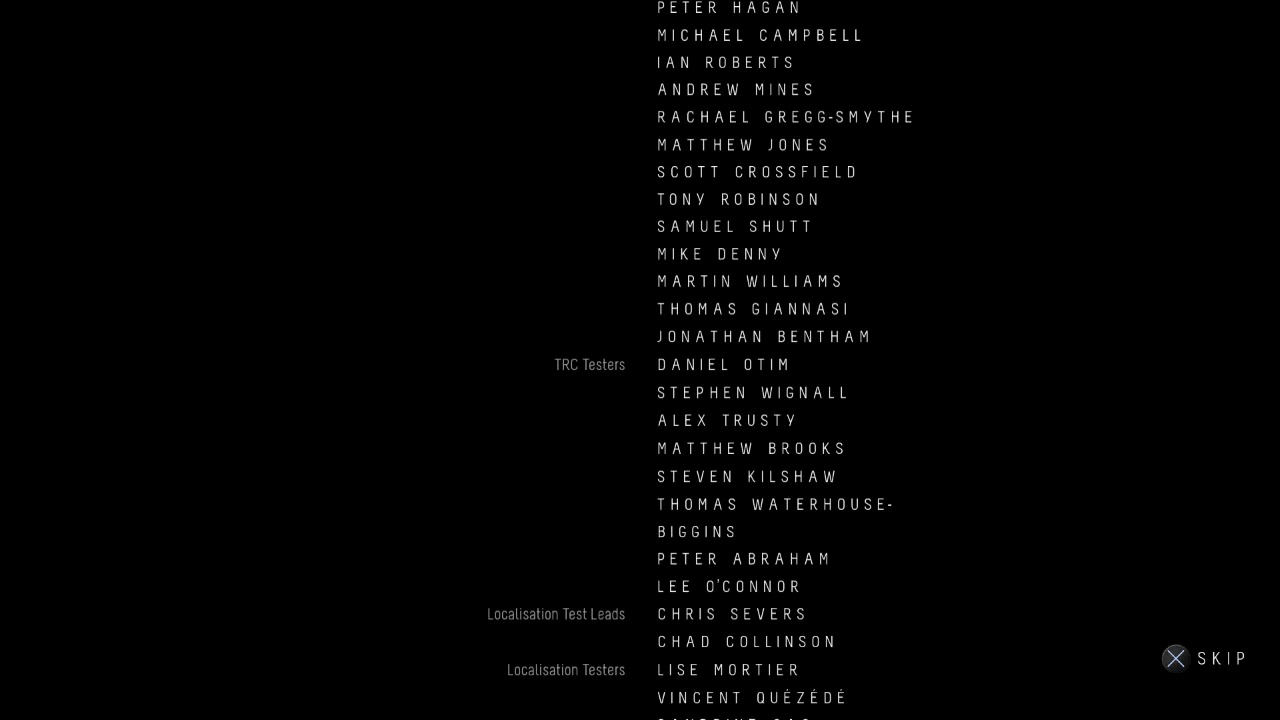 PETER HAGAN
MICHAEL CAMPBELL
IAN ROBERTS
ANDREW MINES
RACHAEL GREGG-SMYTHE
MATTHEW JONES
SCOTT CROSSFIELD
TONY ROBINSON
SAMUEL SHUTT
MIKE DENNY
MARTIN WILLIAMS
THOMAS GIANNASI
JONATHAN BENTHAM
TRC Testers DANIEL OTIM
STEPHEN WIGNALL
ALEX TRUSTY
MATTHEW BROOKS
STEVEN KILSHAW
THOMAS WATERHOUSE-
BIGGINS
PETER ABRAHAM
LEE O'CONNOR
Localisation Test Leads CHRIS SEVERS
CHAD COLLINSON
SKIP
Localisation Testers LISE MORTIER
VINCENT QUÉZÉDÉ